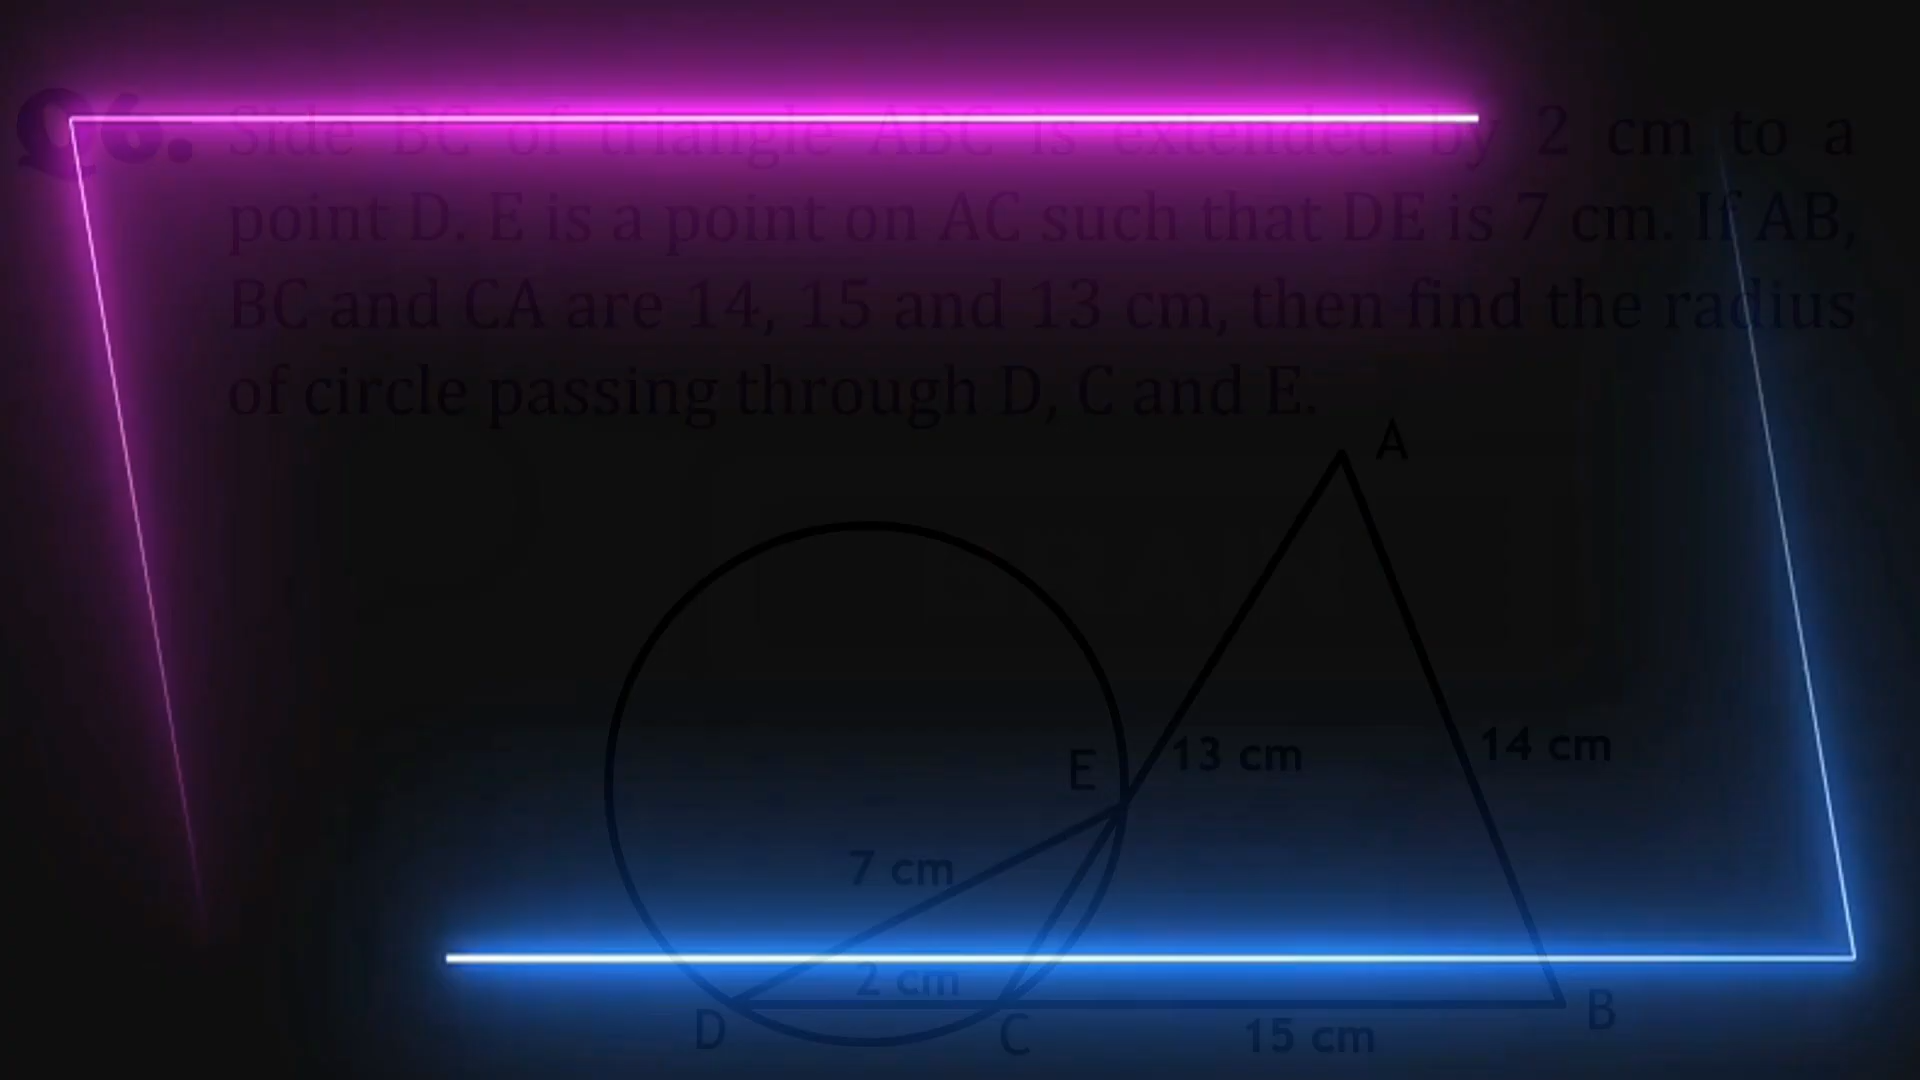 Q6. Side BC of triangle ABC is extended by 2 cm to a
point D. E is a point on AC such that DE is 7 cm. If AB,
BC and CA are 14, 15 and 13 cm, then find the radius
of circle passing through D, C and E.
A
E
13 cm
14 cm
7 cm
2 cm
D
C
15 cm
B